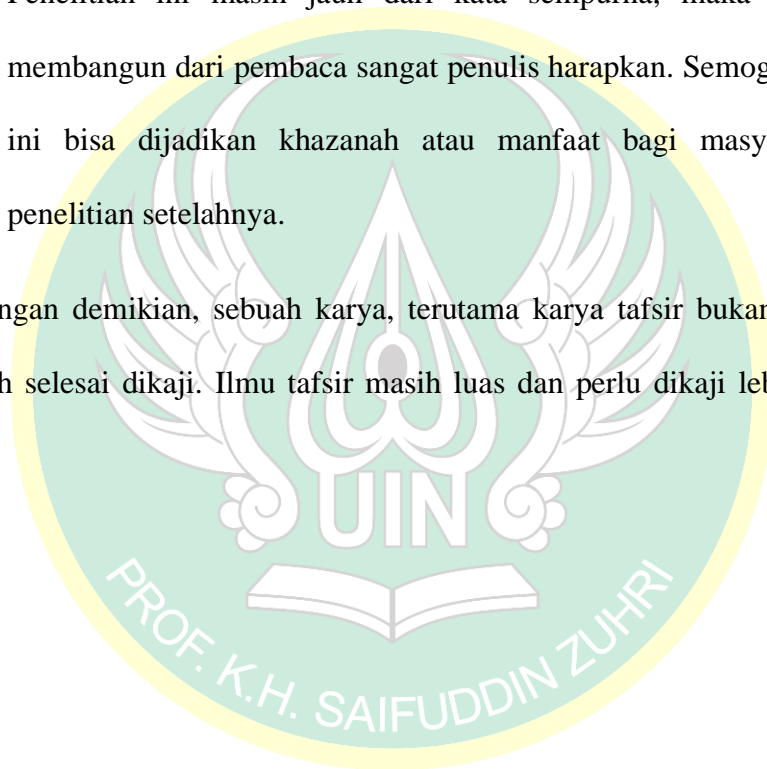 Penelitian ini masih jauh dari kata sempurna, maka
membangun dari pembaca sangat penulis harapkan. Semog
ini bisa dijadikan khazanah atau manfaat bagi masy
penelitian setelahnya.
ngan demikian, sebuah karya, terutama karya tafsir bukan
h selesai dikaji. Ilmu tafsir masih luas dan perlu dikaji leb
UIN
PROF. K.H. SAIFUDDIN ZUHRI